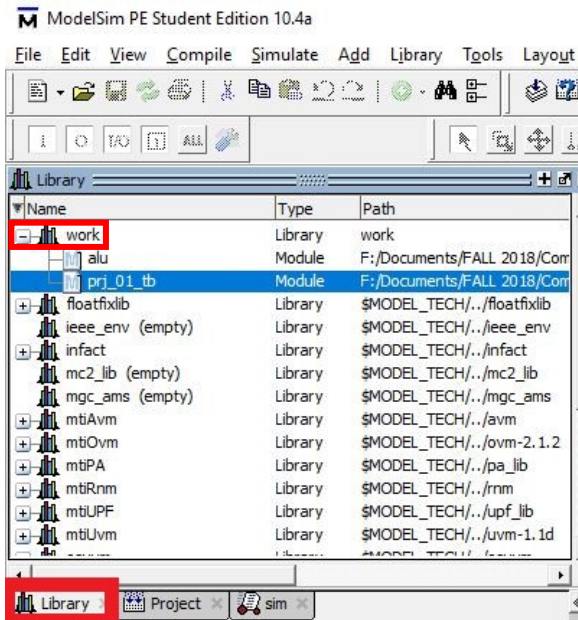 ModelSim PE Student Edition 10.4a
File Edit View Compile Simulate Add Library Tools Layout
1 0 I/O ALL
Library
Name Type Path
work Library work
alu Module F:/Documents/FALL 2018/Com
prj_01_tb Module F:/Documents/FALL 2018/Com
floatfixlib Library $MODEL_TECH/../floatfixlib
ieee_env (empty) Library $MODEL_TECH/../ieee_env
infact Library $MODEL_TECH/../infact
mc2_lib (empty) Library $MODEL_TECH/../mc2_lib
mgc_ams (empty) Library $MODEL_TECH/../mgc_ams
mtiAvm Library $MODEL_TECH/../avm
mtiOvm Library $MODEL_TECH/../ovm-2.1.2
mtiPA Library $MODEL_TECH/../pa_lib
mtiRnm Library $MODEL_TECH/../rnm
mtiUPF Library $MODEL_TECH/../upf_lib
mtiUvm Library $MODEL_TECH/../uvm-1.1d
Library Project sim